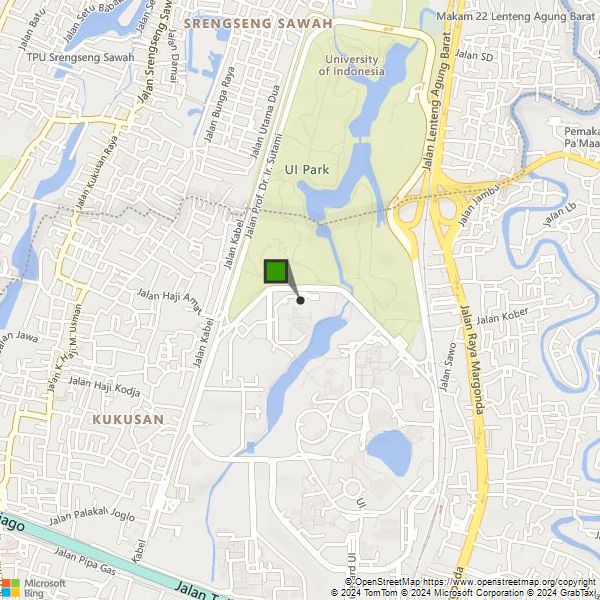 Jalan Batu
Jalan Setu Babakan
Setu Babak
SRENGSENG SAWAH
Makam 22 Lenteng Agung Barat
TPU Srengseng Sawah
Jalan Srengseng Sawah
Jalan Damai
Jalan Bunga Raya
Jalan Utama Dua
University
of Indonesia
Jalan SD
Jalan Lenteng Agung Barat
Pemaka
Pa'Maa
Jalan Kukusan Raya
Jalan Prof. Dr. Ir. Sutami
UI Park
Jalan Kabel
Jalan Jambu
Jalan Lb
Jalan Haji Amat
Jalan Kober
Jalan K. Haji M. Usman
Jawa
Jalan Kabel
Jalan Sawo
Jalan Raya Margonda
Jalan Haji Kodja
KUKUSAN
Jalan Palakali
Joglo
UI
iago
Kabel
Jalan Pipa Gas
Jalan T
ard UI
nda
Microsoft
Bing
© OpenStreetMap https://www.openstreetmap.org/copyright
© 2024 TomTom © 2024 Microsoft Corporation © 2024 GrabTaxi